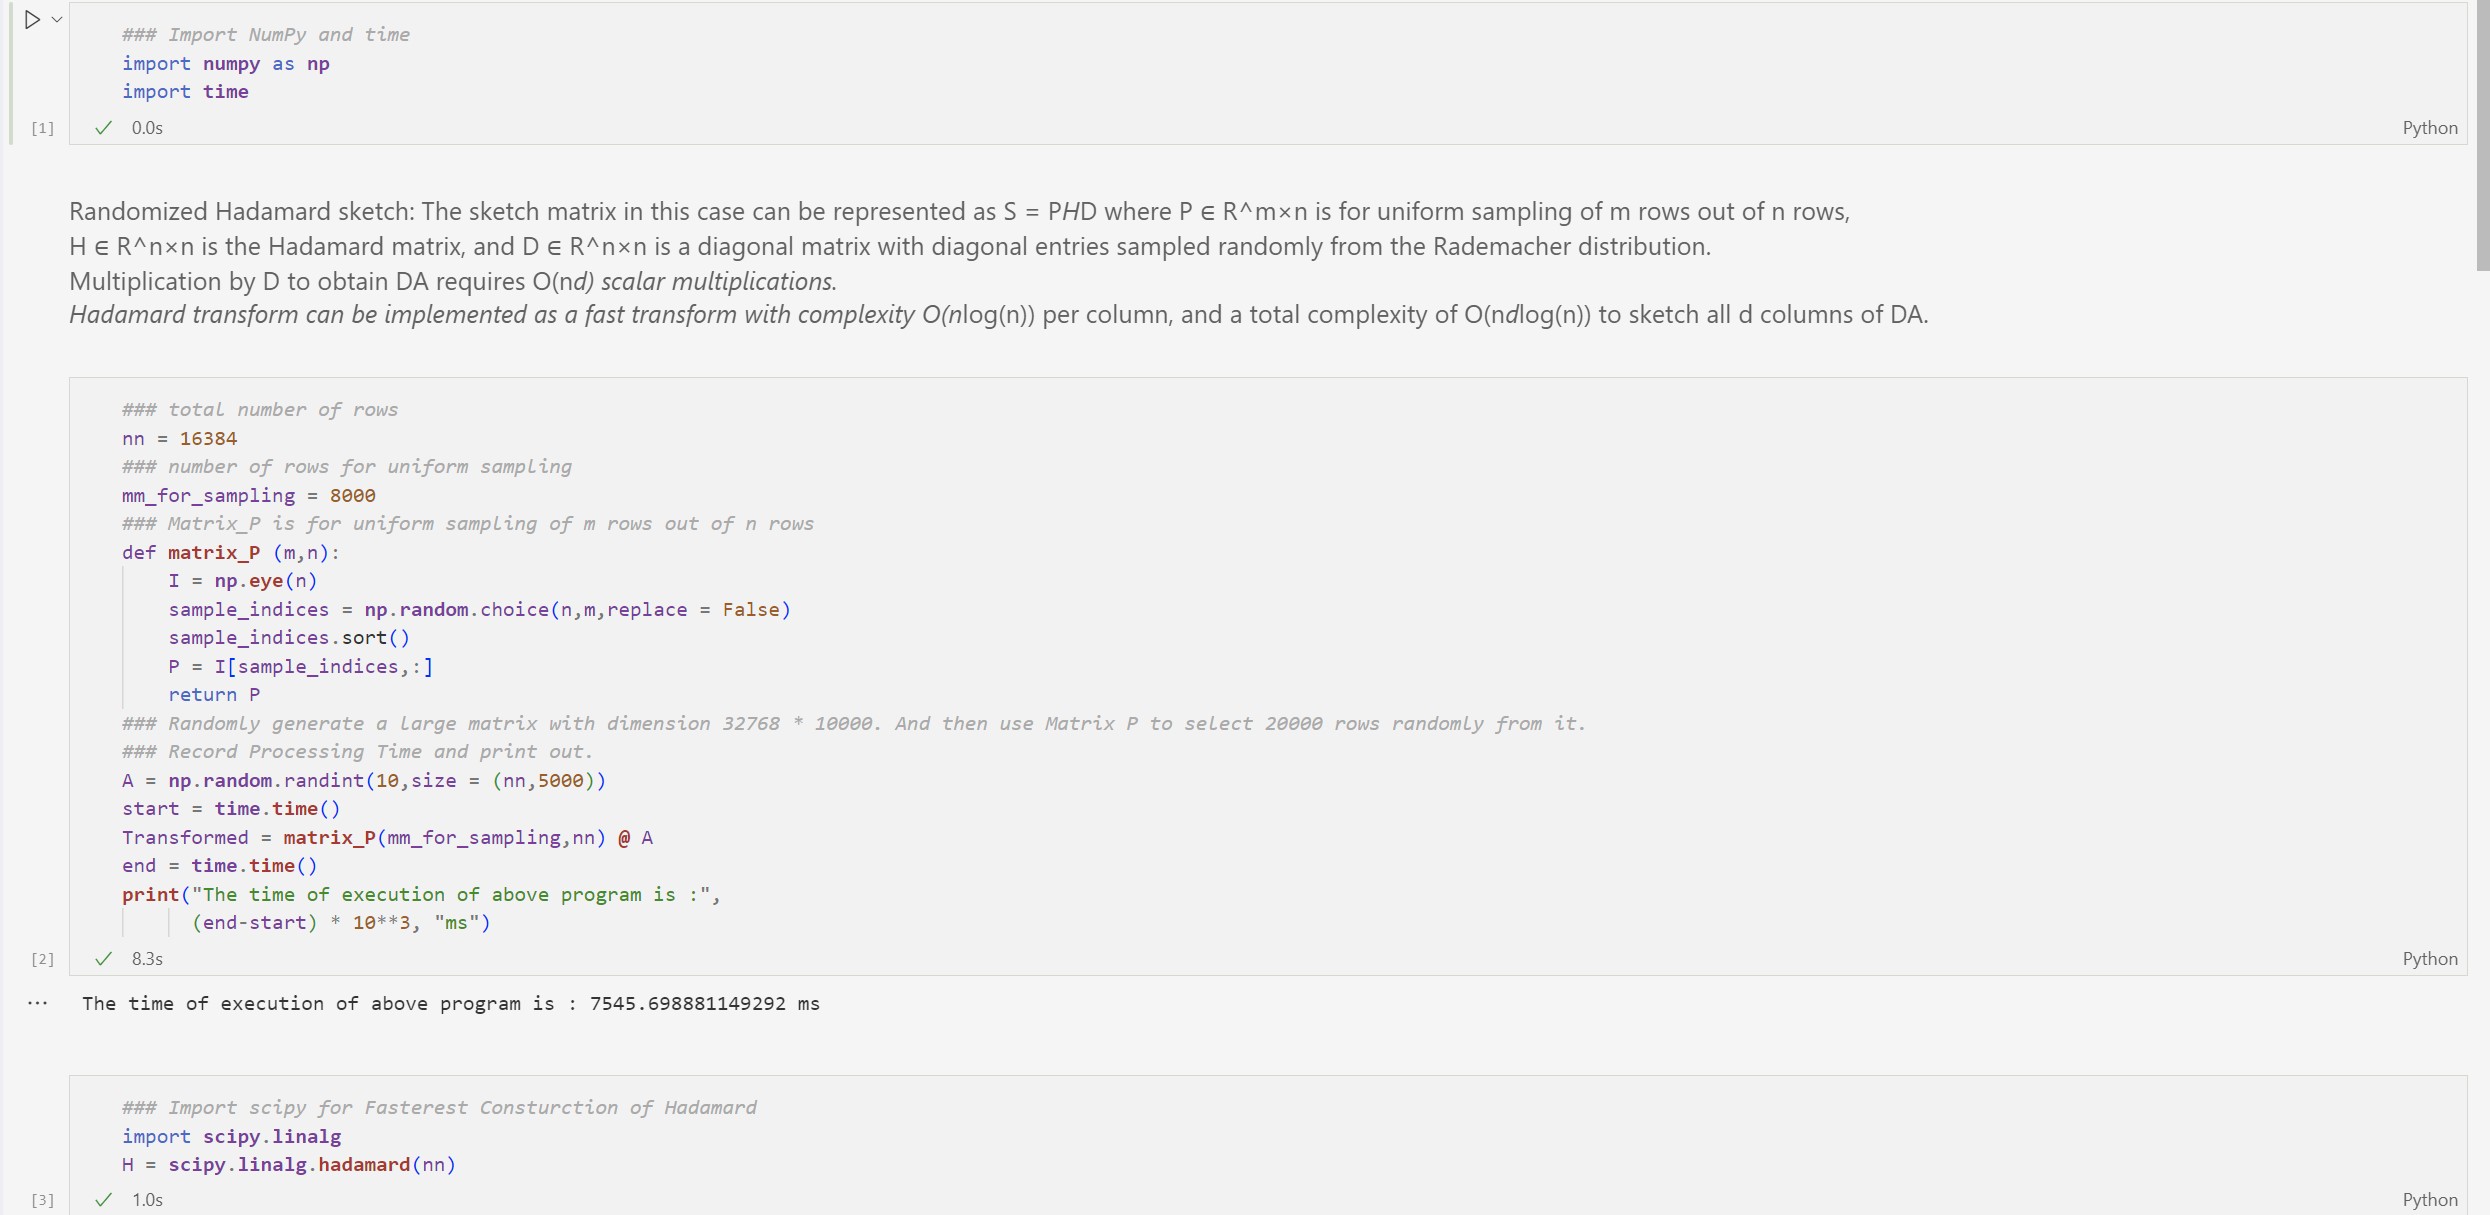 ### Import NumPy and time
import numpy as np
import time
[1]
0.0s
Python
Randomized Hadamard sketch: The sketch matrix in this case can be represented as S = PHD where P ∈ R^m×n is for uniform sampling of m rows out of n rows,
H ∈ R^n×n is the Hadamard matrix, and D ∈ R^n×n is a diagonal matrix with diagonal entries sampled randomly from the Rademacher distribution.
Multiplication by D to obtain DA requires O(nd) scalar multiplications.
Hadamard transform can be implemented as a fast transform with complexity O(nlog(n)) per column, and a total complexity of O(ndlog(n)) to sketch all d columns of DA.
### total number of rows
nn = 16384
### number of rows for uniform sampling
mm_for_sampling = 8000
### Matrix_P is for uniform sampling of m rows out of n rows
def matrix_P (m,n):
    I = np.eye(n)
    sample_indices = np.random.choice(n,m,replace = False)
    sample_indices.sort()
    P = I[sample_indices,:]
    return P
### Randomly generate a large matrix with dimension 32768 * 10000. And then use Matrix P to select 20000 rows randomly from it.
### Record Processing Time and print out.
A = np.random.randint(10,size = (nn,5000))
start = time.time()
Transformed = matrix_P(mm_for_sampling,nn) @ A
end = time.time()
print("The time of execution of above program is :",
      (end-start) * 10**3, "ms")
[2]
8.3s
Python
The time of execution of above program is : 7545.698881149292 ms
### Import scipy for Fasterest Consturction of Hadamard
import scipy.linalg
H = scipy.linalg.hadamard(nn)
[3]
1.0s
Python